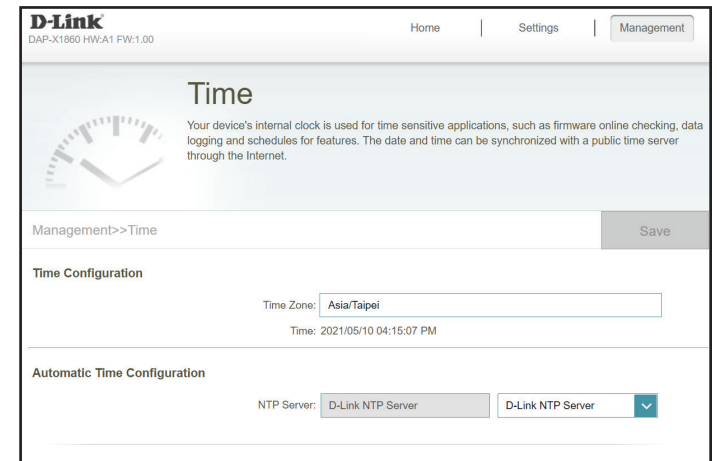 D-Link
DAP-X1860 HW:A1 FW:1.00
Home | Settings | Management
Time
Your device's internal clock is used for time sensitive applications, such as firmware online checking, data
logging and schedules for features. The date and time can be synchronized with a public time server
through the Internet.
Management>>Time
Save
Time Configuration
Time Zone: Asia/Taipei
Time: 2021/05/10 04:15:07 PM
Automatic Time Configuration
NTP Server: D-Link NTP Server D-Link NTP Server